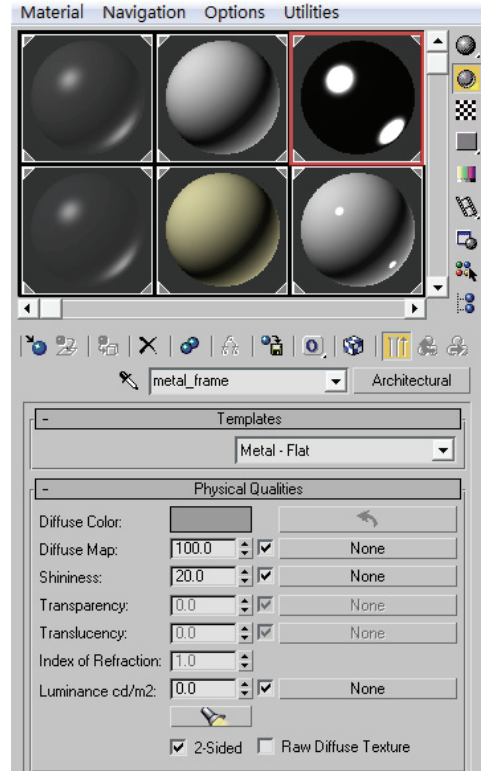 Material Navigation Options Utilities
metal_frame Architectural
- Templates
Metal - Flat
- Physical Qualities
Diffuse Color:
Diffuse Map: 100.0 None
Shininess: 20.0 None
Transparency: 0.0 None
Translucency: 0.0 None
Index of Refraction: 1.0
Luminance cd/m2: 0.0 None
2-Sided Raw Diffuse Texture